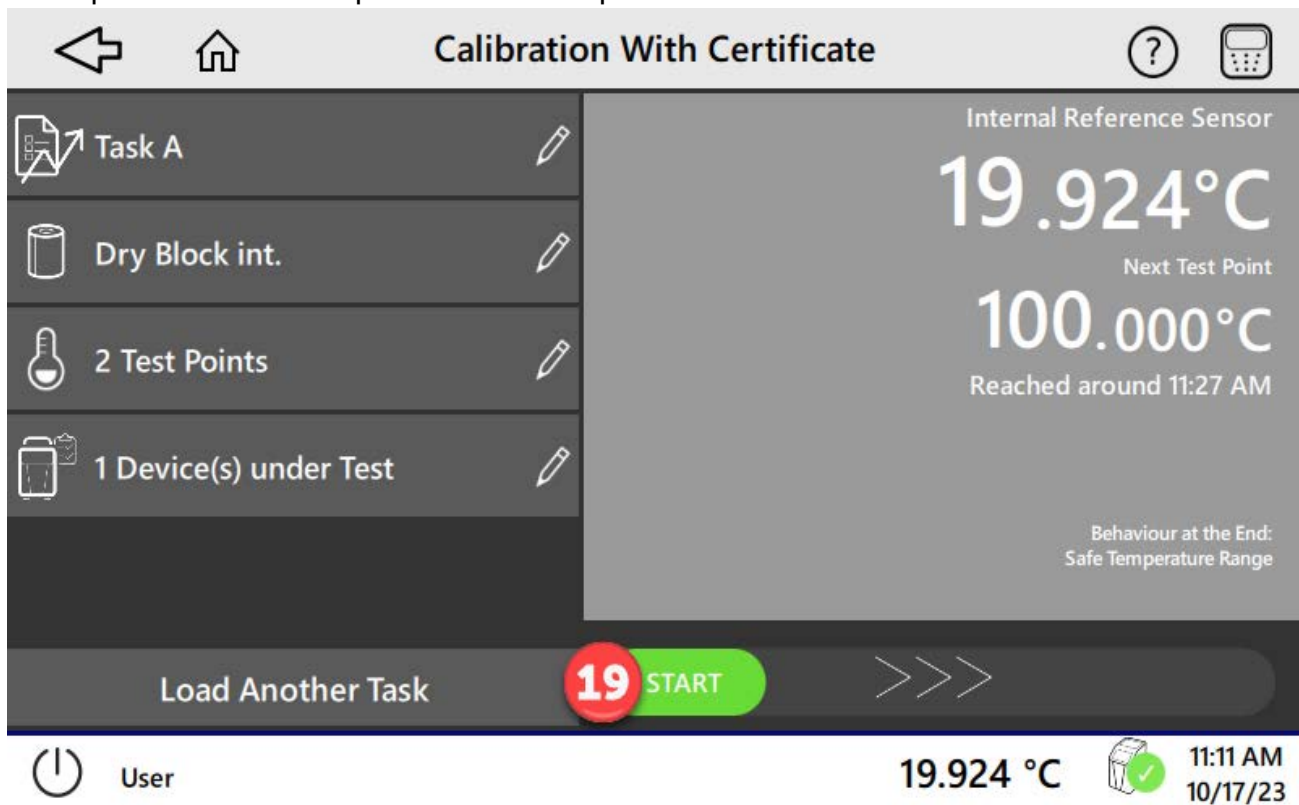 Calibration With Certificate
?
Task A
Dry Block int.
2 Test Points
1 Device(s) under Test
Internal Reference Sensor
19.924°C
Next Test Point
100.000°C
Reached around 11:27 AM
Behaviour at the End:
Safe Temperature Range
Load Another Task
19 START
>>>
User
19.924 °C
11:11 AM
10/17/23